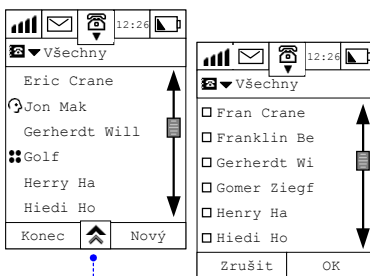 12:26
Všechny
Eric Crane
Jon Mak
Gerherdt Will
Golf
Herry Ha
Hiedi Ho
Konec Nový
12:26
Všechny
Fran Crane
Franklin Be
Gerherdt Wi
Gomer Ziegf
Henry Ha
Hiedi Ho
Zrušit OK